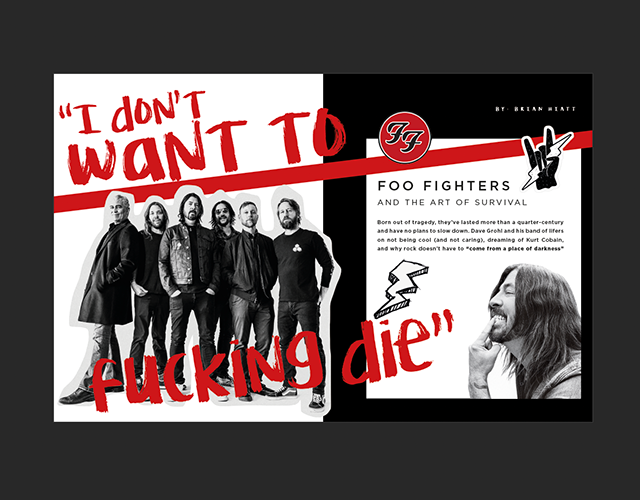 “I DON'T
WANT TO
FUCKING die”
BY· BRIAN HIATT
FF
FOO FIGHTERS
AND THE ART OF SURVIVAL
Born out of tragedy, they've lasted more than a quarter-century
and have no plans to slow down. Dave Grohl and his band of lifers
on not being cool (and not caring), dreaming of Kurt Cobain,
and why rock doesn't have to “come from a place of darkness”